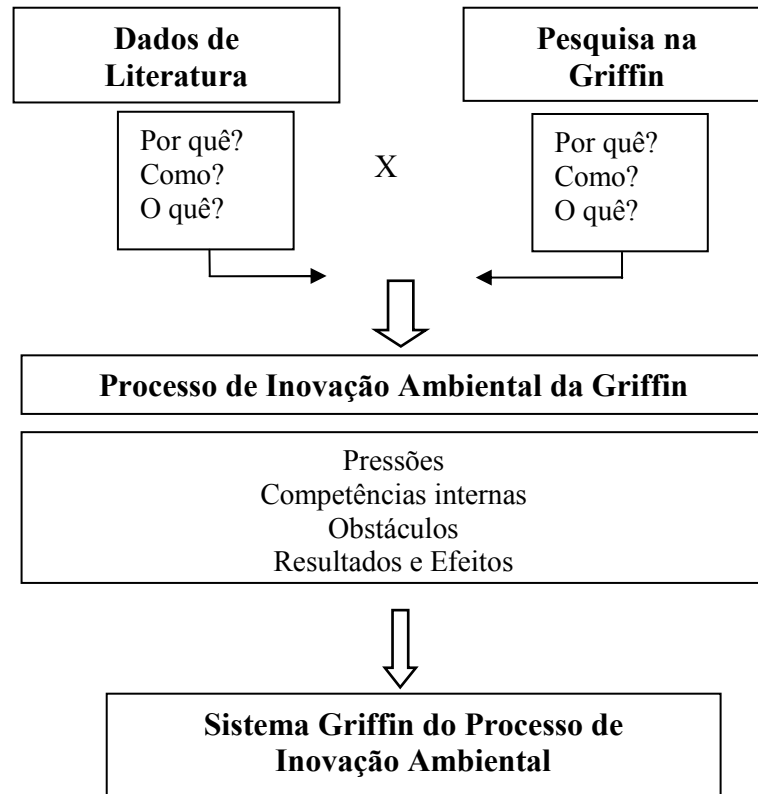 Dados de
Literatura
Pesquisa na
Griffin
Por quê?
Como?
O quê?
X
Por quê?
Como?
O quê?
Processo de Inovação Ambiental da Griffin
Pressões
Competências internas
Obstáculos
Resultados e Efeitos
Sistema Griffin do Processo de
Inovação Ambiental